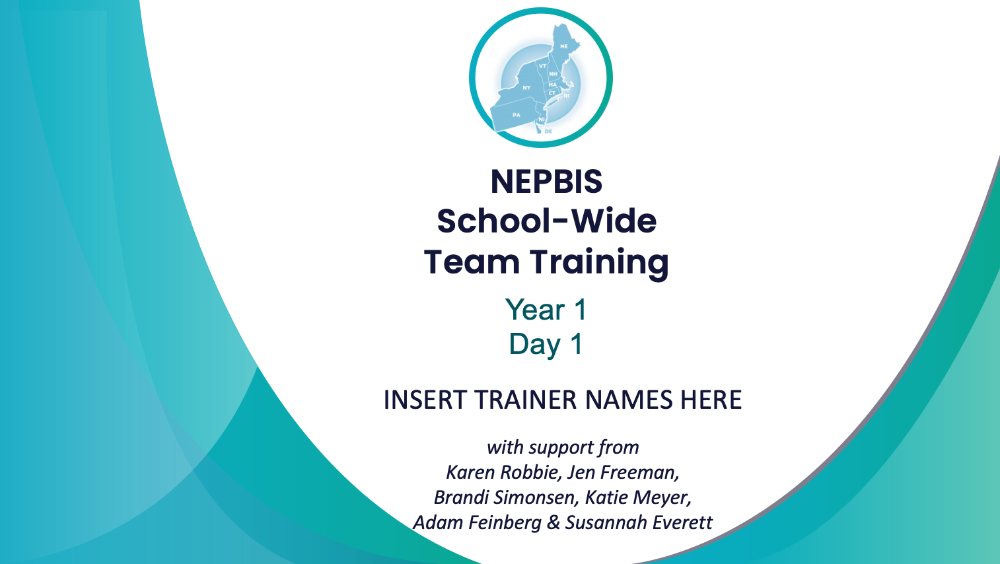 ME
VT
NH
NY
MA
CT
RI
PA
NJ
DE
NEPBIS
School-Wide
Team Training
Year 1
Day 1
INSERT TRAINER NAMES HERE
with support from
Karen Robbie, Jen Freeman,
Brandi Simonsen, Katie Meyer,
Adam Feinberg & Susannah Everett